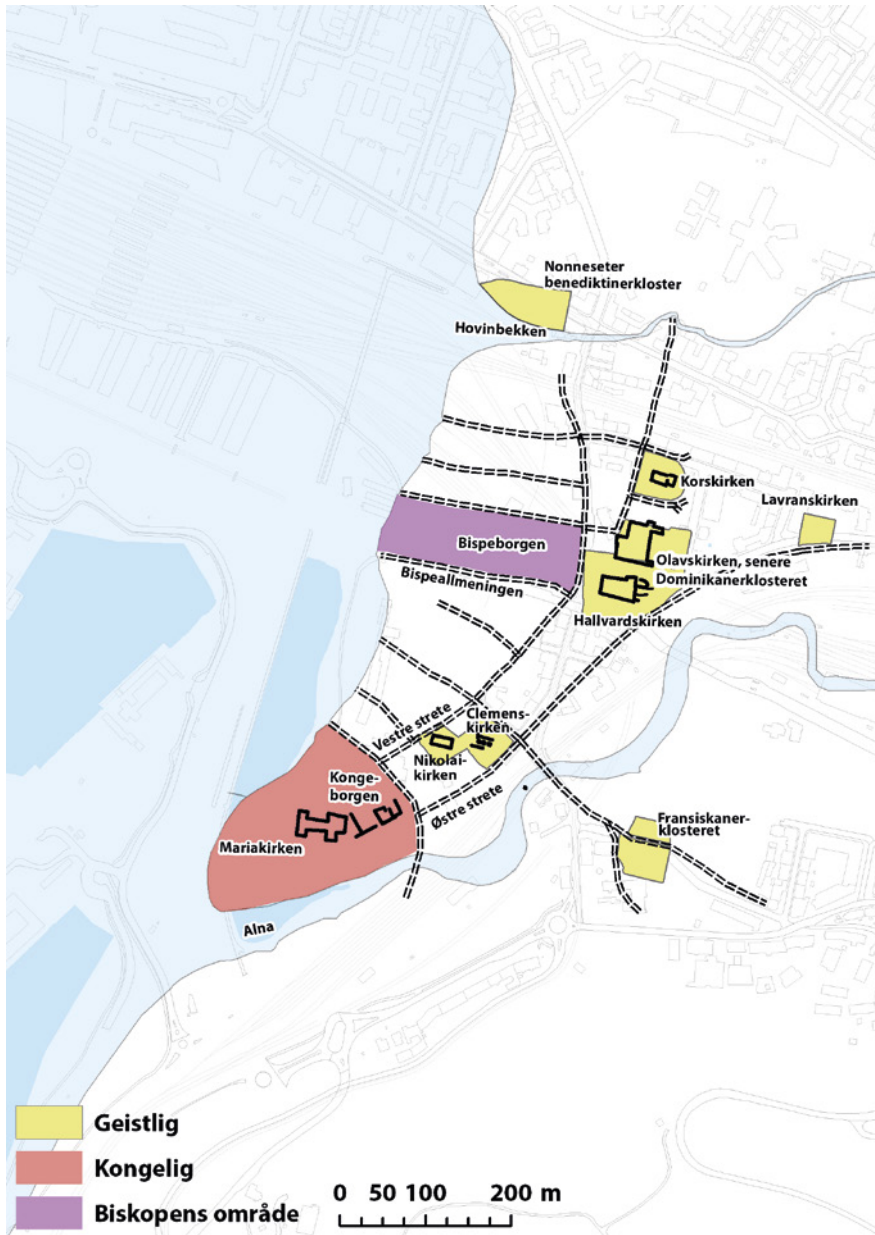 Nonneseter
benediktinerkloster
Hovinbekken
Korskirken
Lavranskirken
Bispeborgen
Olavskirken, senere
Dominikanerklosteret
Bispeallmeningen
Hallvardskirken
Vestre strete
Clemens-
kirken
Nikolai-
kirken
Konge-
borgen
Østre strete
Fransiskaner-
klosteret
Mariakirken
Alna
Geistlig
Kongelig
Biskopens område
0 50 100 200 m